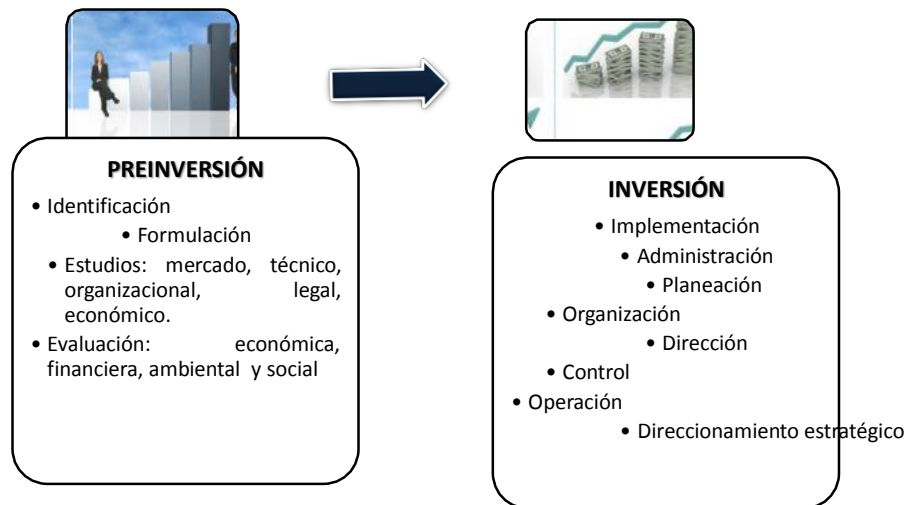 PREINVERSIÓN
• Identificación
• Formulación
• Estudios: mercado, técnico,
organizacional, legal,
económico.
• Evaluación: económica,
financiera, ambiental y social
INVERSIÓN
• Implementación
• Administración
• Planeación
• Organización
• Dirección
• Control
• Operación
• Direccionamiento estratégico